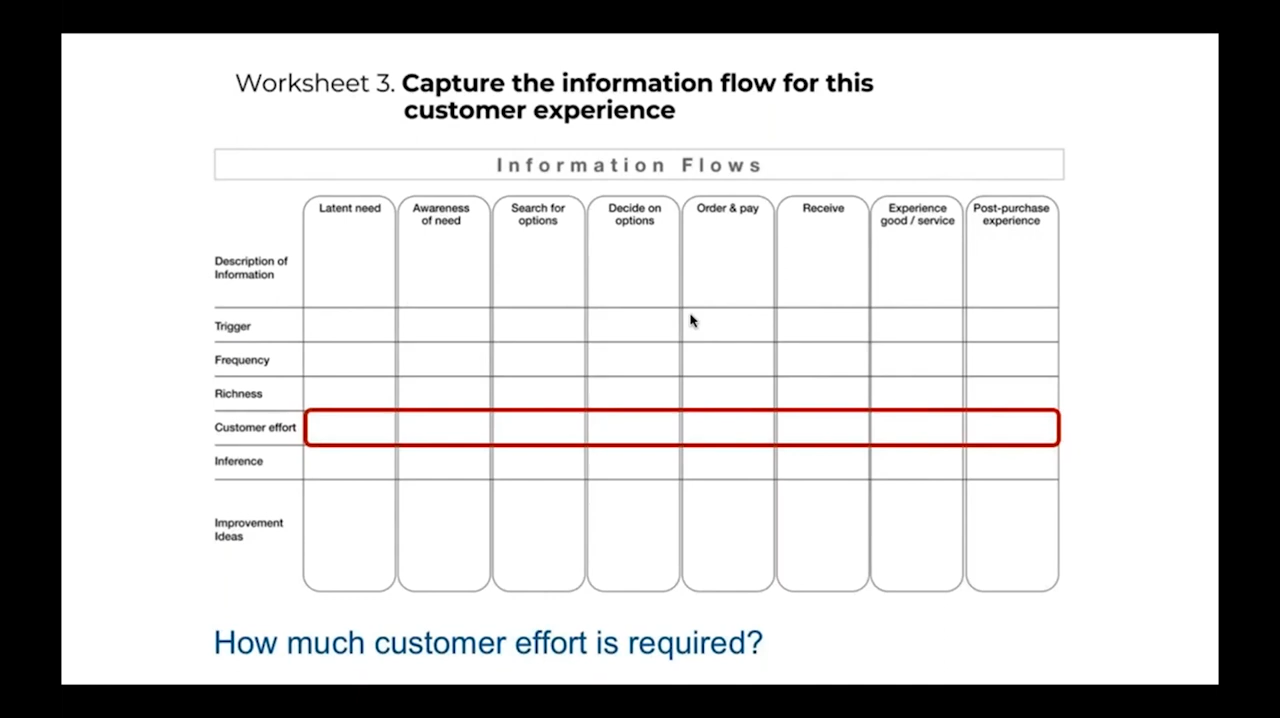 Worksheet 3. Capture the information flow for this
customer experience
Information Flows
Latent need
Awareness
of need
Search for
options
Decide on
options
Order & pay
Receive
Experience
good / service
Post-purchase
experience
Description of
Information
Trigger
Frequency
Richness
Customer effort
Inference
Improvement
Ideas
How much customer effort is required?